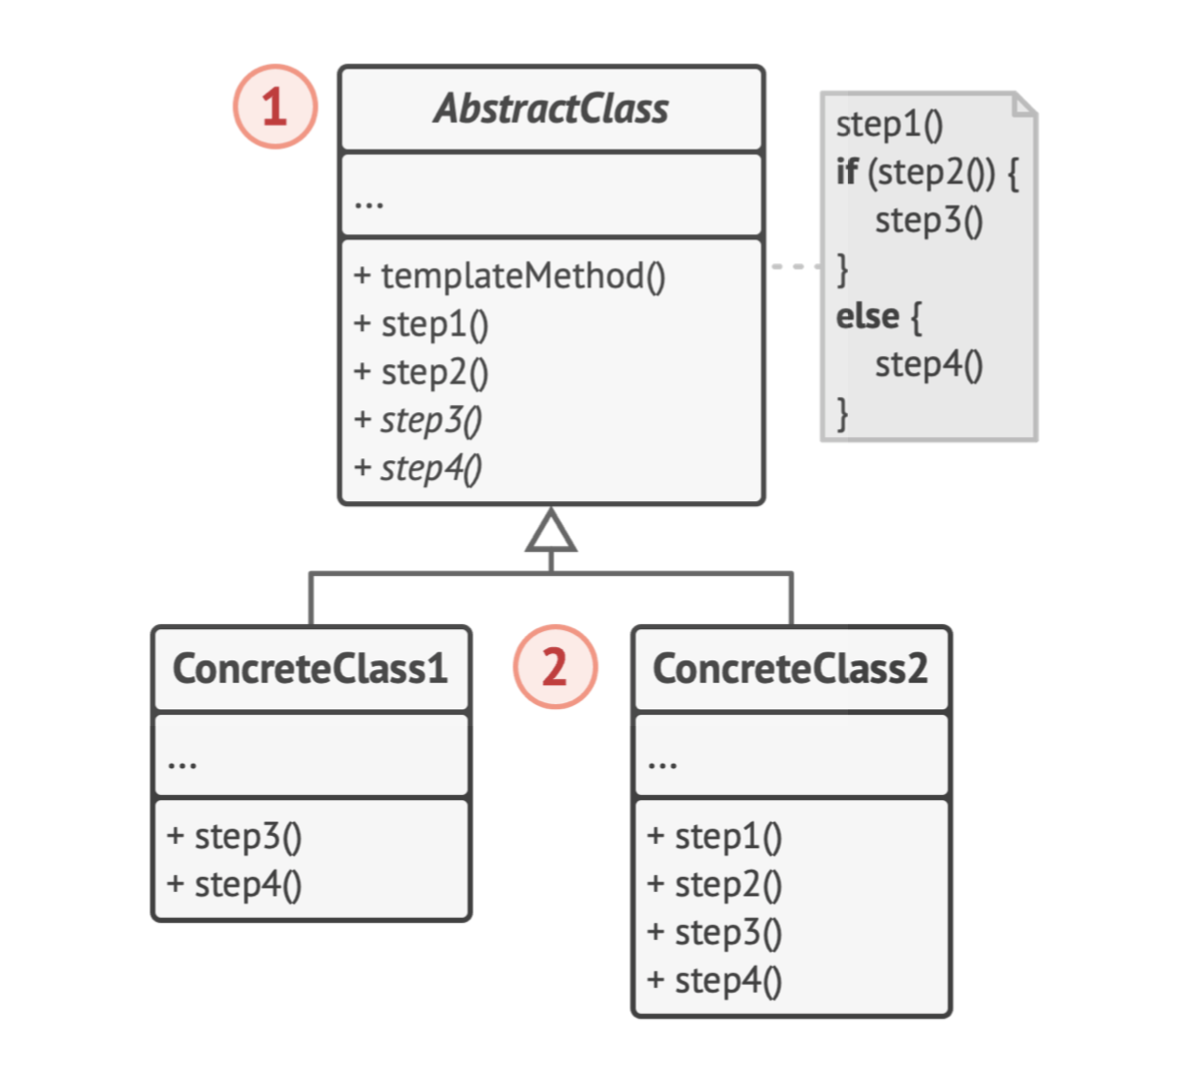 1
AbstractClass
...
+ templateMethod()
+ step1()
+ step2()
+ step3()
+ step4()
step1()
if (step2()) {
step3()
}
else {
step4()
}
ConcreteClass1
...
+ step3()
+ step4()
2
ConcreteClass2
...
+ step1()
+ step2()
+ step3()
+ step4()